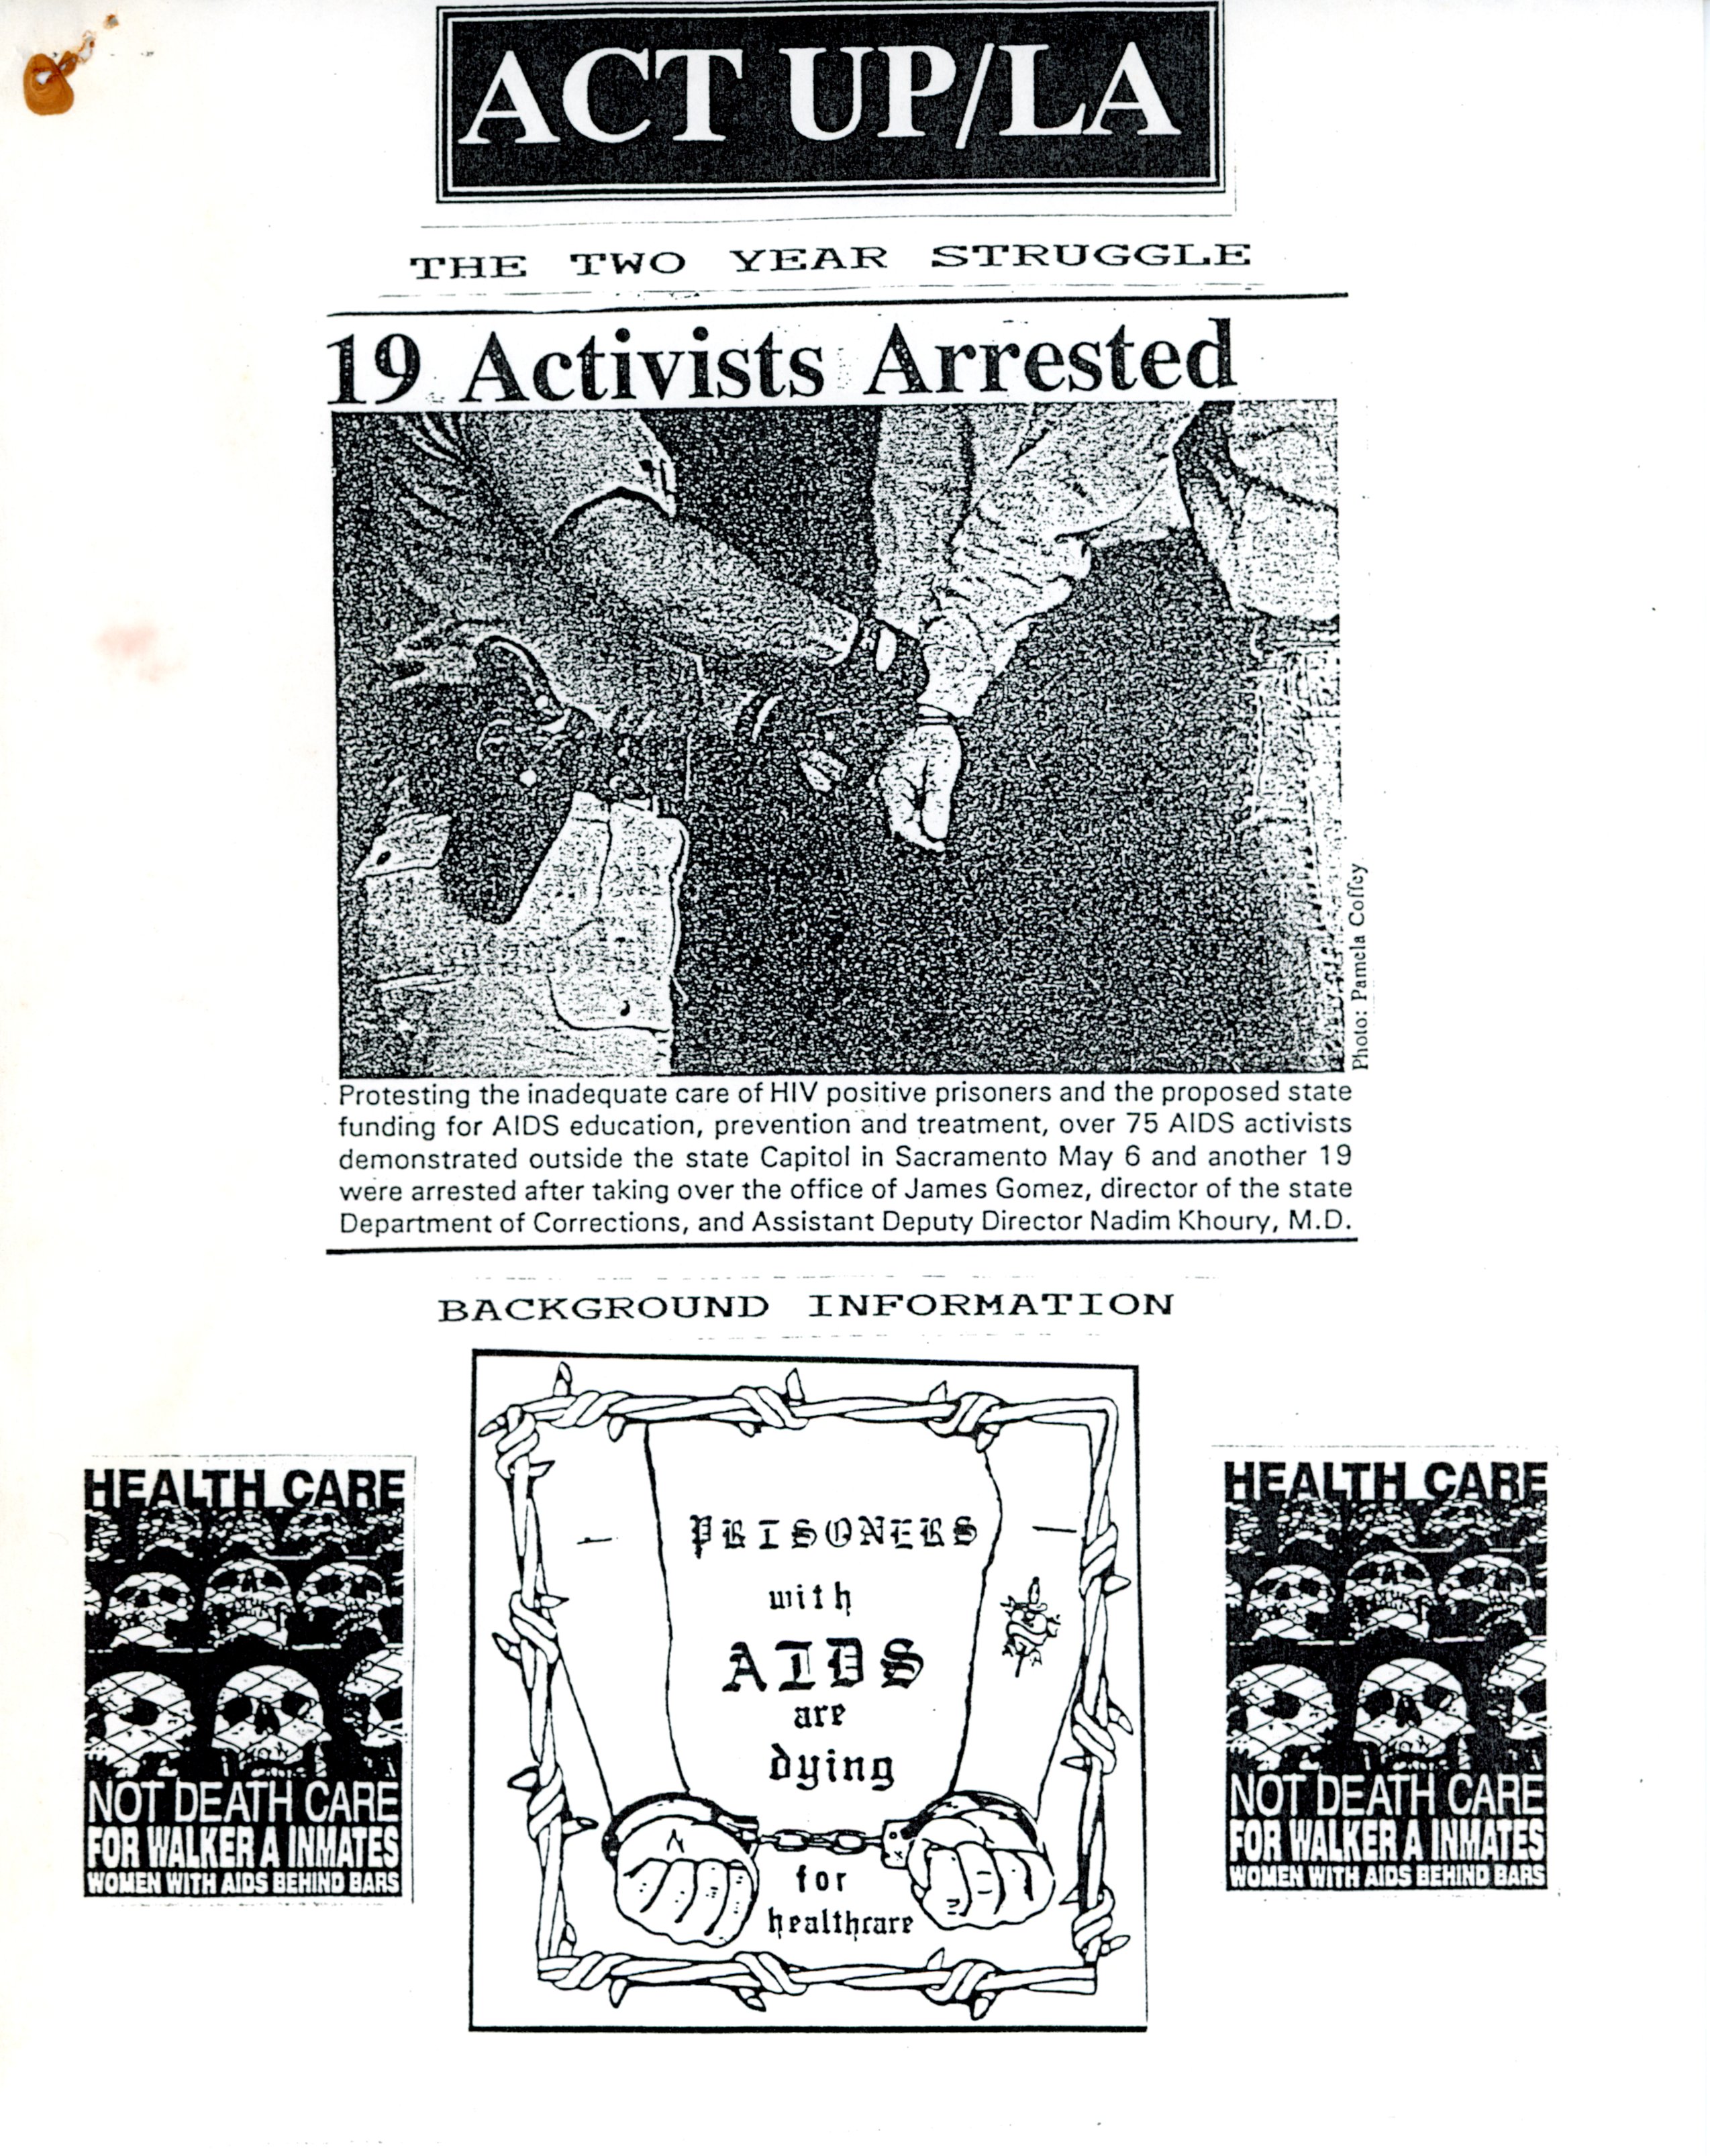 ACT UP/LA
THE TWO YEAR STRUGGLE
19 Activists Arrested
Photo: Pamela Coffey
Protesting the inadequate care of HIV positive prisoners and the proposed state
funding for AIDS education, prevention and treatment, over 75 AIDS activists
demonstrated outside the state Capitol in Sacramento May 6 and another 19
were arrested after taking over the office of James Gomez, director of the state
Department of Corrections, and Assistant Deputy Director Nadim Khoury, M.D.
BACKGROUND INFORMATION
HEALTH CARE
NOT DEATH CARE
FOR WALKER A INMATES
WOMEN WITH AIDS BEHIND BARS
PRISONERS
with
AIDS
are
dying
for
healthcare
HEALTH CARE
NOT DEATH CARE
FOR WALKER A INMATES
WOMEN WITH AIDS BEHIND BARS